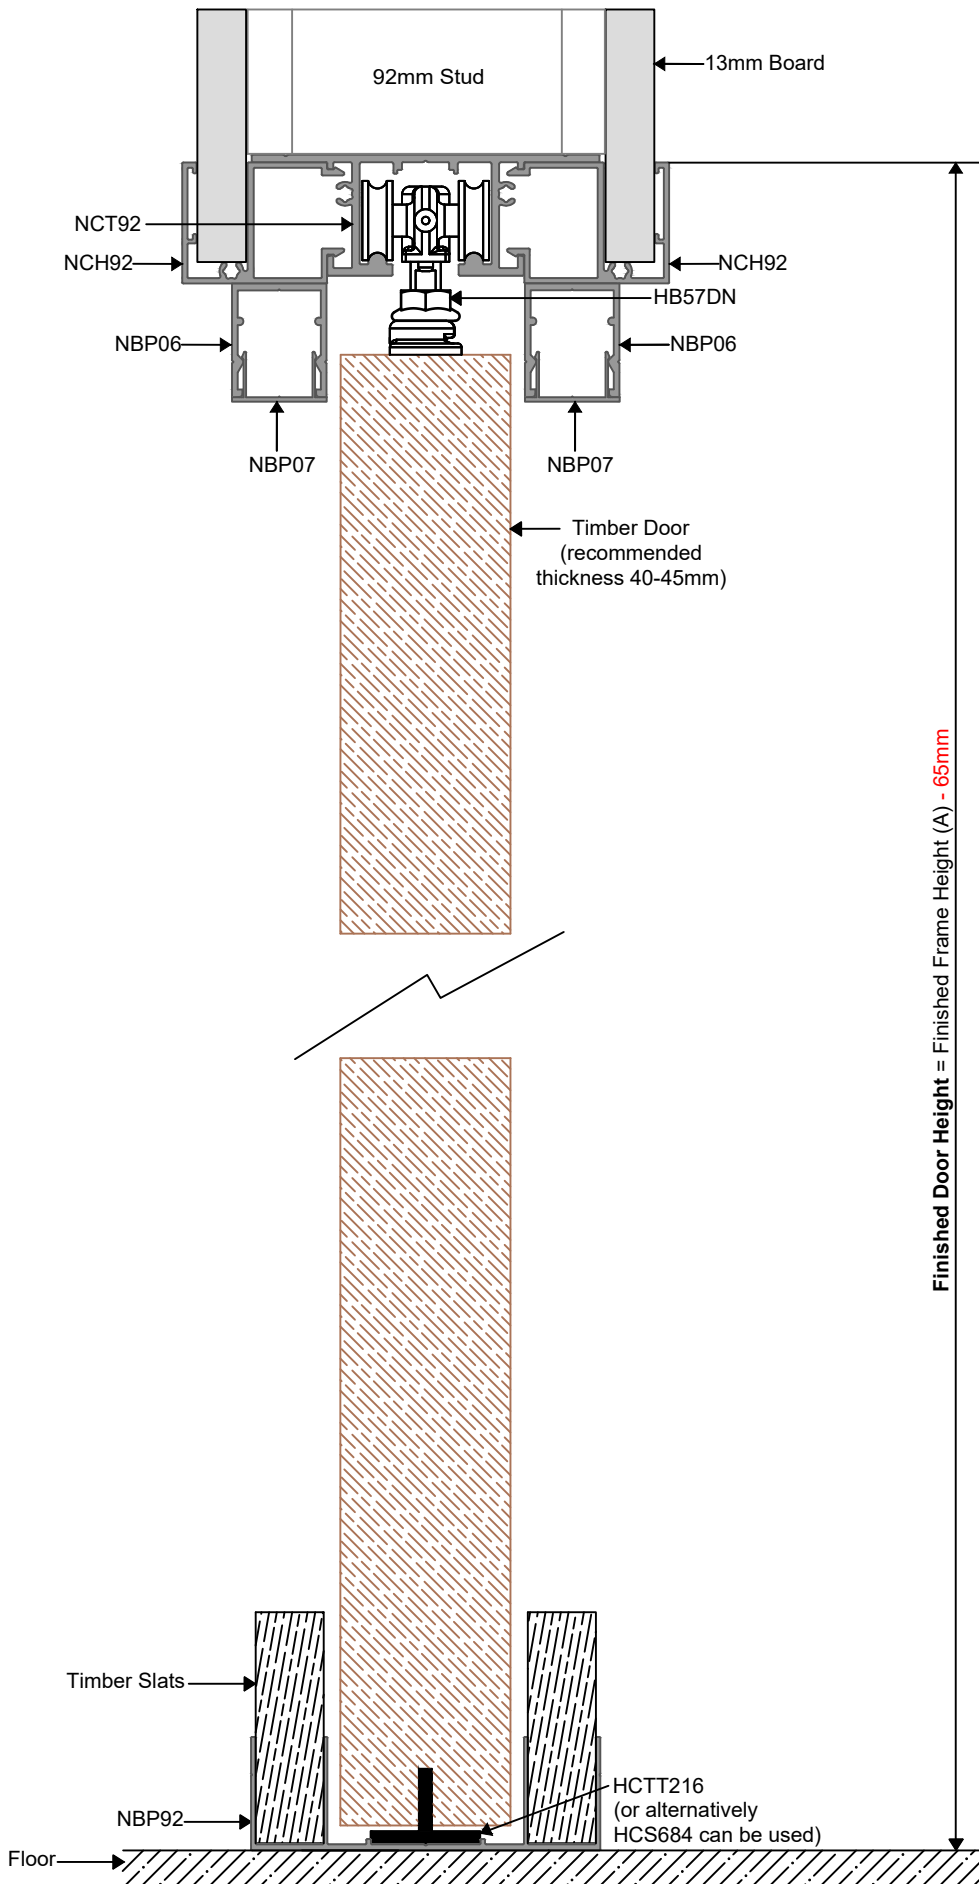 92mm Stud
13mm Board
NCT92
NCH92
NCH92
HB57DN
NBP06
NBP06
NBP07
NBP07
Timber Door
(recommended
thickness 40-45mm)
Finished Door Height = Finished Frame Height (A) - 65mm
Timber Slats
HCTT216
(or alternatively
HCS684 can be used)
NBP92
Floor